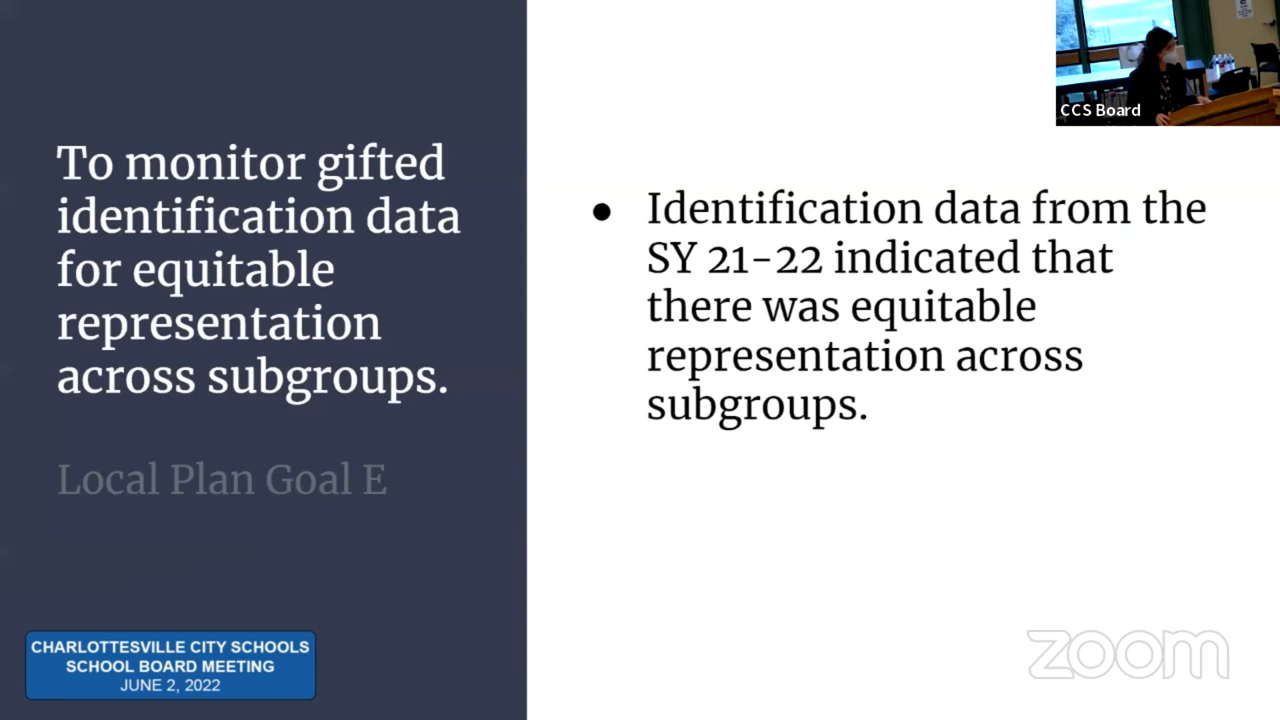 To monitor gifted
identification data
for equitable
representation
across subgroups.
Local Plan Goal E
● Identification data from the
SY 21-22 indicated that
there was equitable
representation across
subgroups.
CCS Board
CHARLOTTESVILLE CITY SCHOOLS
SCHOOL BOARD MEETING
JUNE 2, 2022
zoom